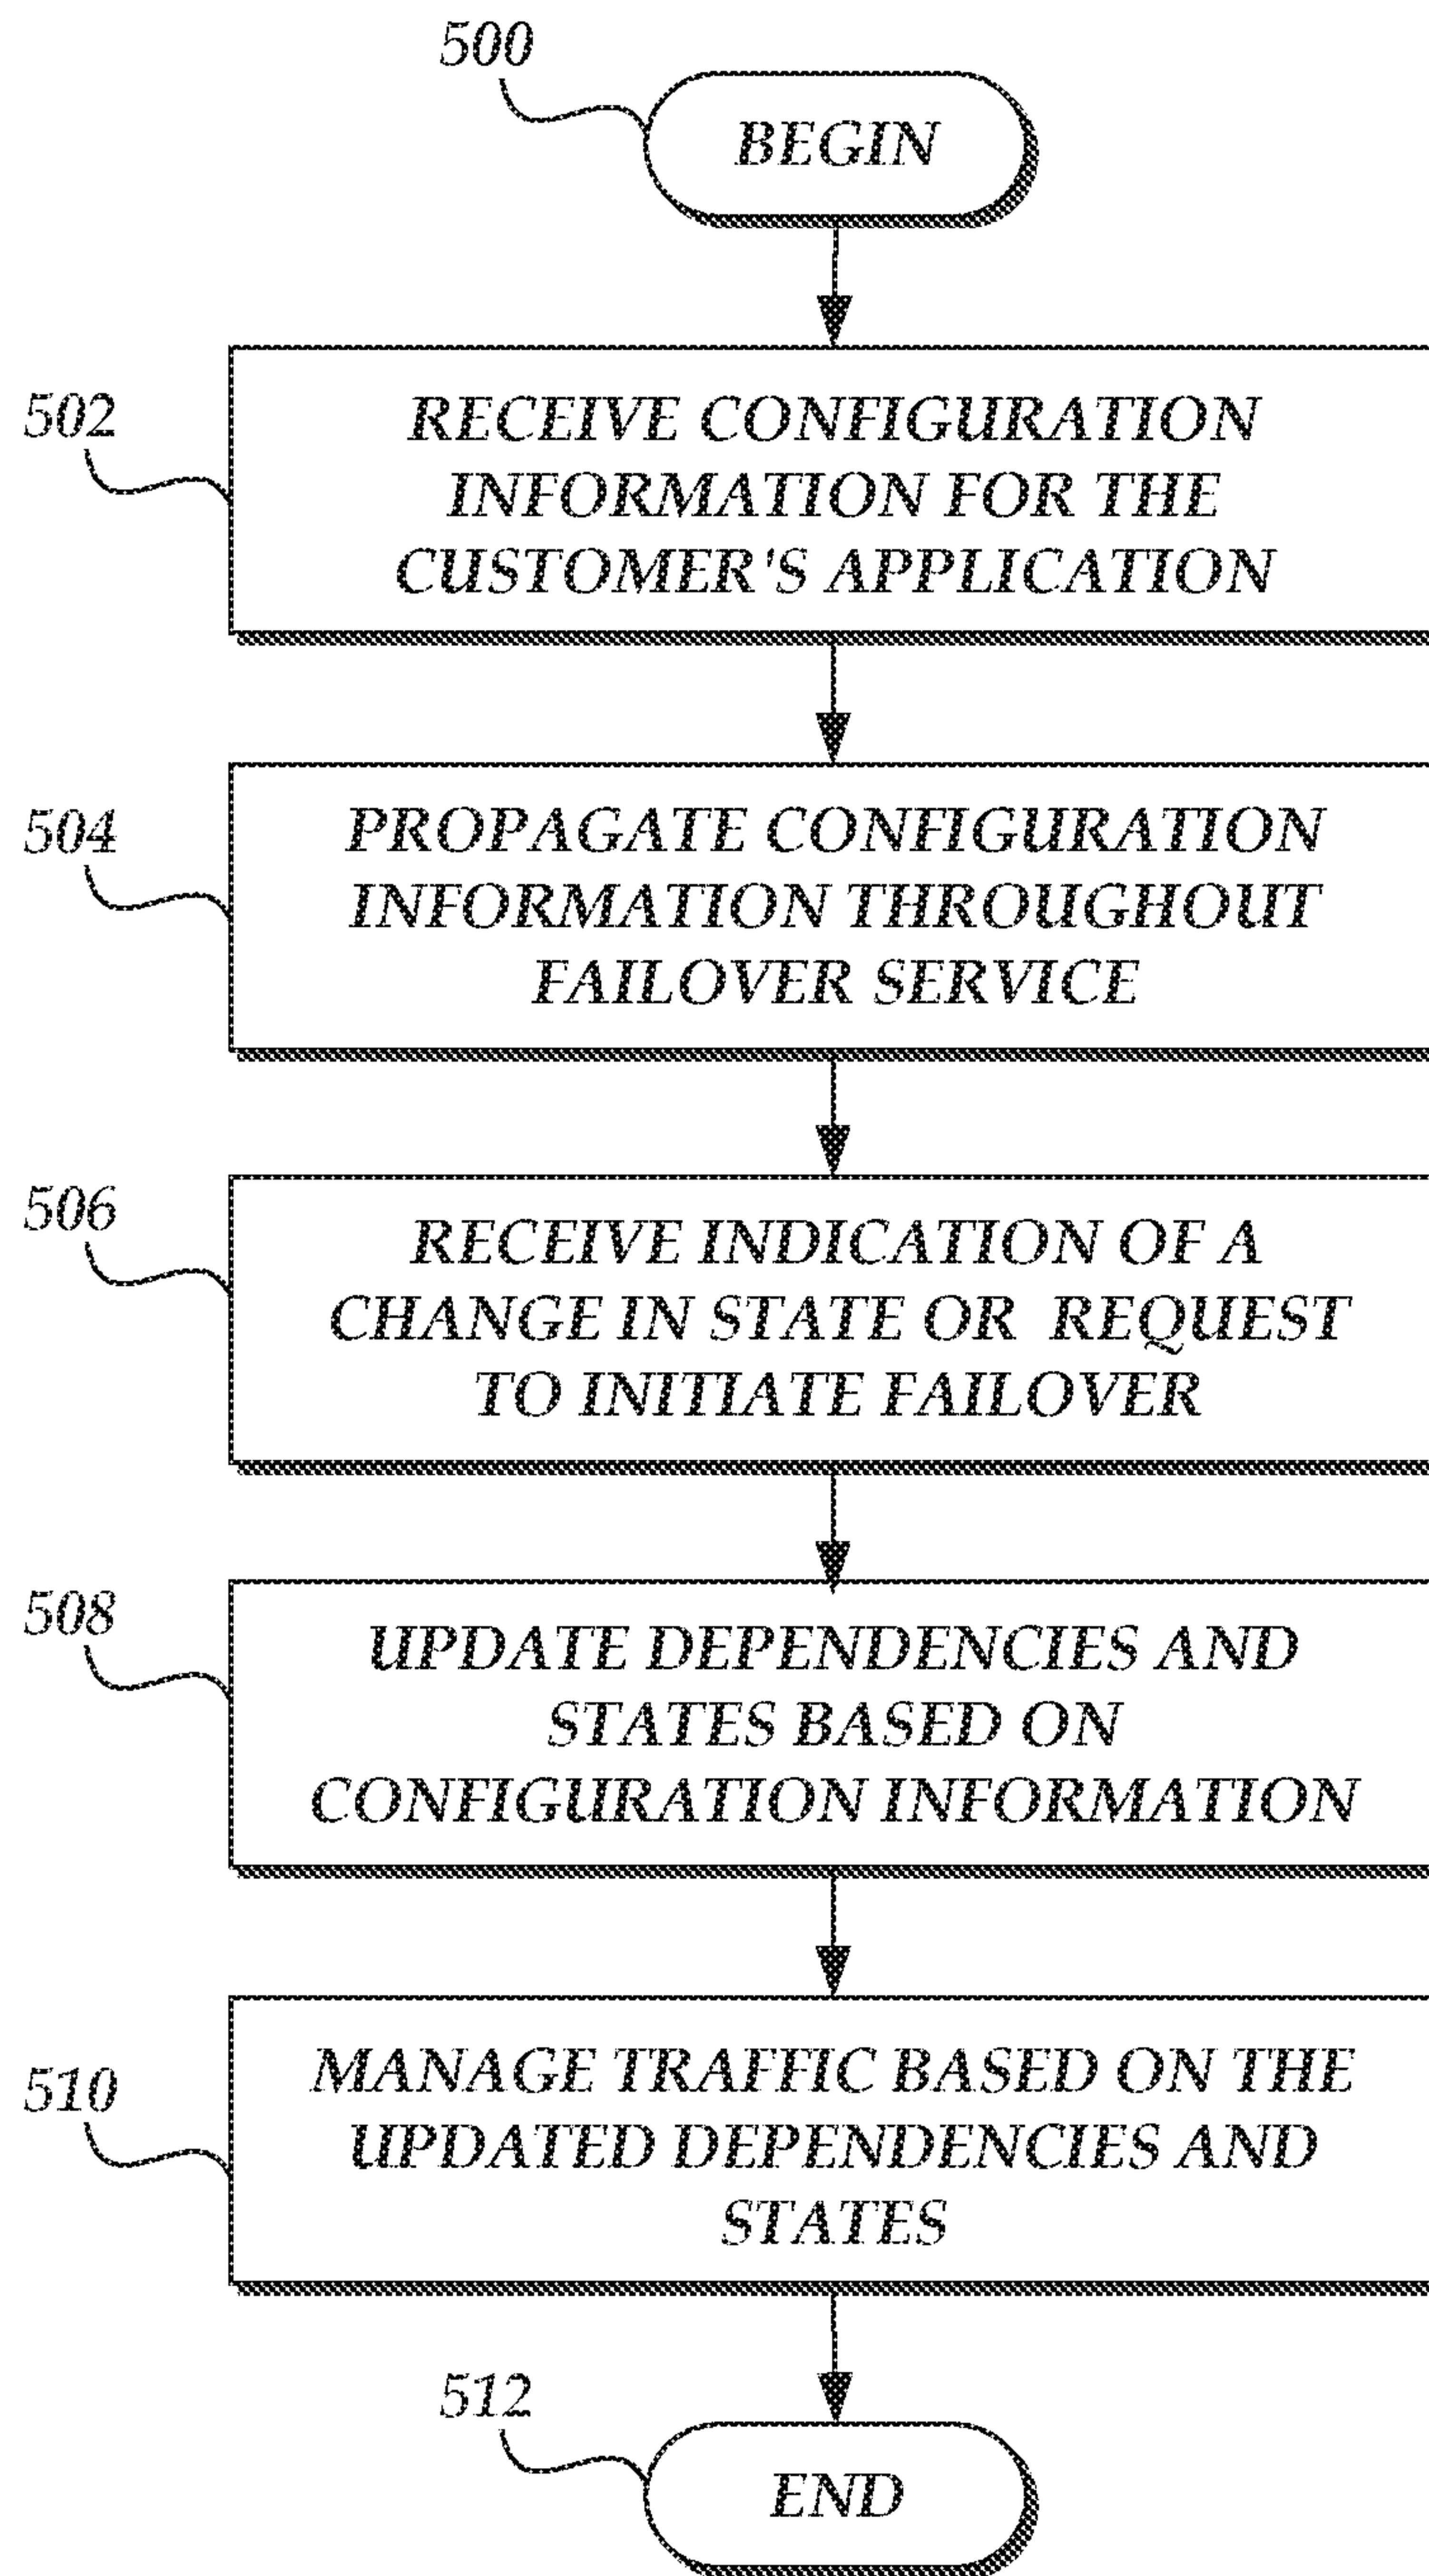 500
BEGIN
502
RECEIVE CONFIGURATION
INFORMATION FOR THE
CUSTOMER'S APPLICATION
504
PROPAGATE CONFIGURATION
INFORMATION THROUGHOUT
FAILOVER SERVICE
506
RECEIVE INDICATION OF A
CHANGE IN STATE OR REQUEST
TO INITIATE FAILOVER
508
UPDATE DEPENDENCIES AND
STATES BASED ON
CONFIGURATION INFORMATION
510
MANAGE TRAFFIC BASED ON THE
UPDATED DEPENDENCIES AND
STATES
512
END